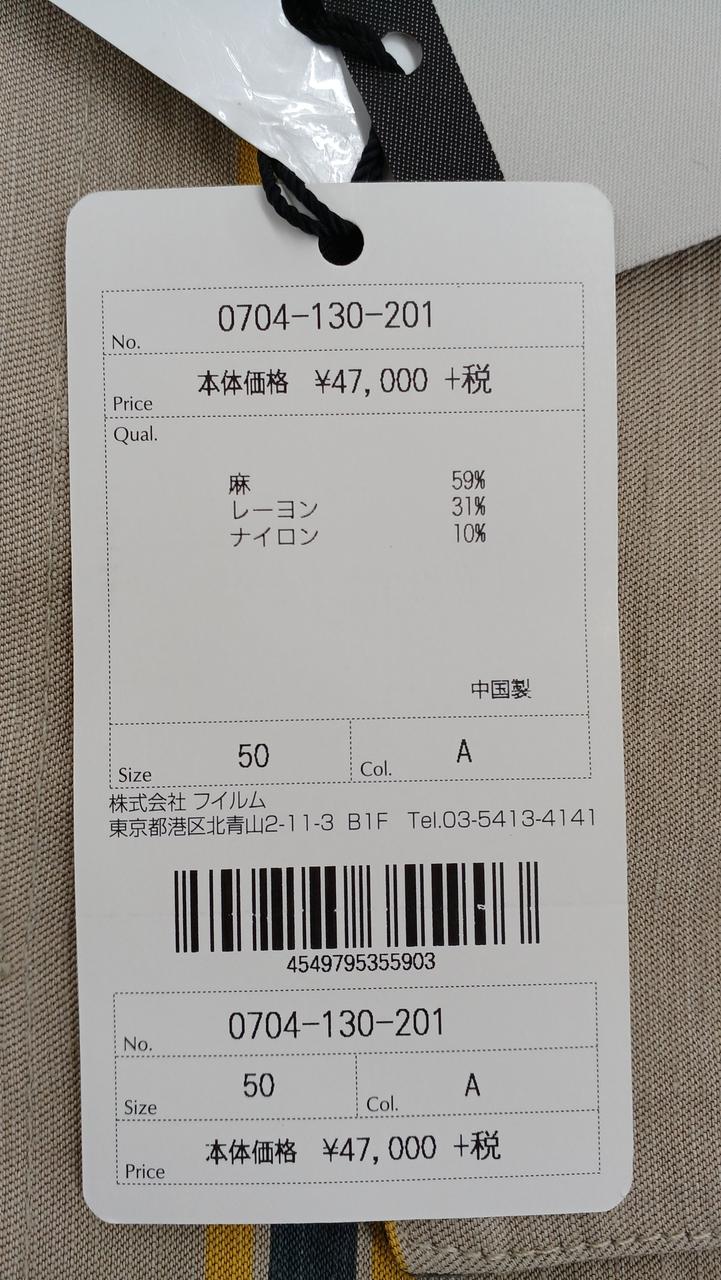 0704-130-201
No.
本体価格 ¥47,000 +税
Price
Qual.
麻 59%
レーヨン 31%
ナイロン 10%
中国製
Size 50 Col. A
株式会社 フイルム
東京都港区北青山2-11-3 B1F Tel.03-5413-4141
4549795355903
0704-130-201
No.
Size 50 Col. A
本体価格 ¥47,000 +税
Price